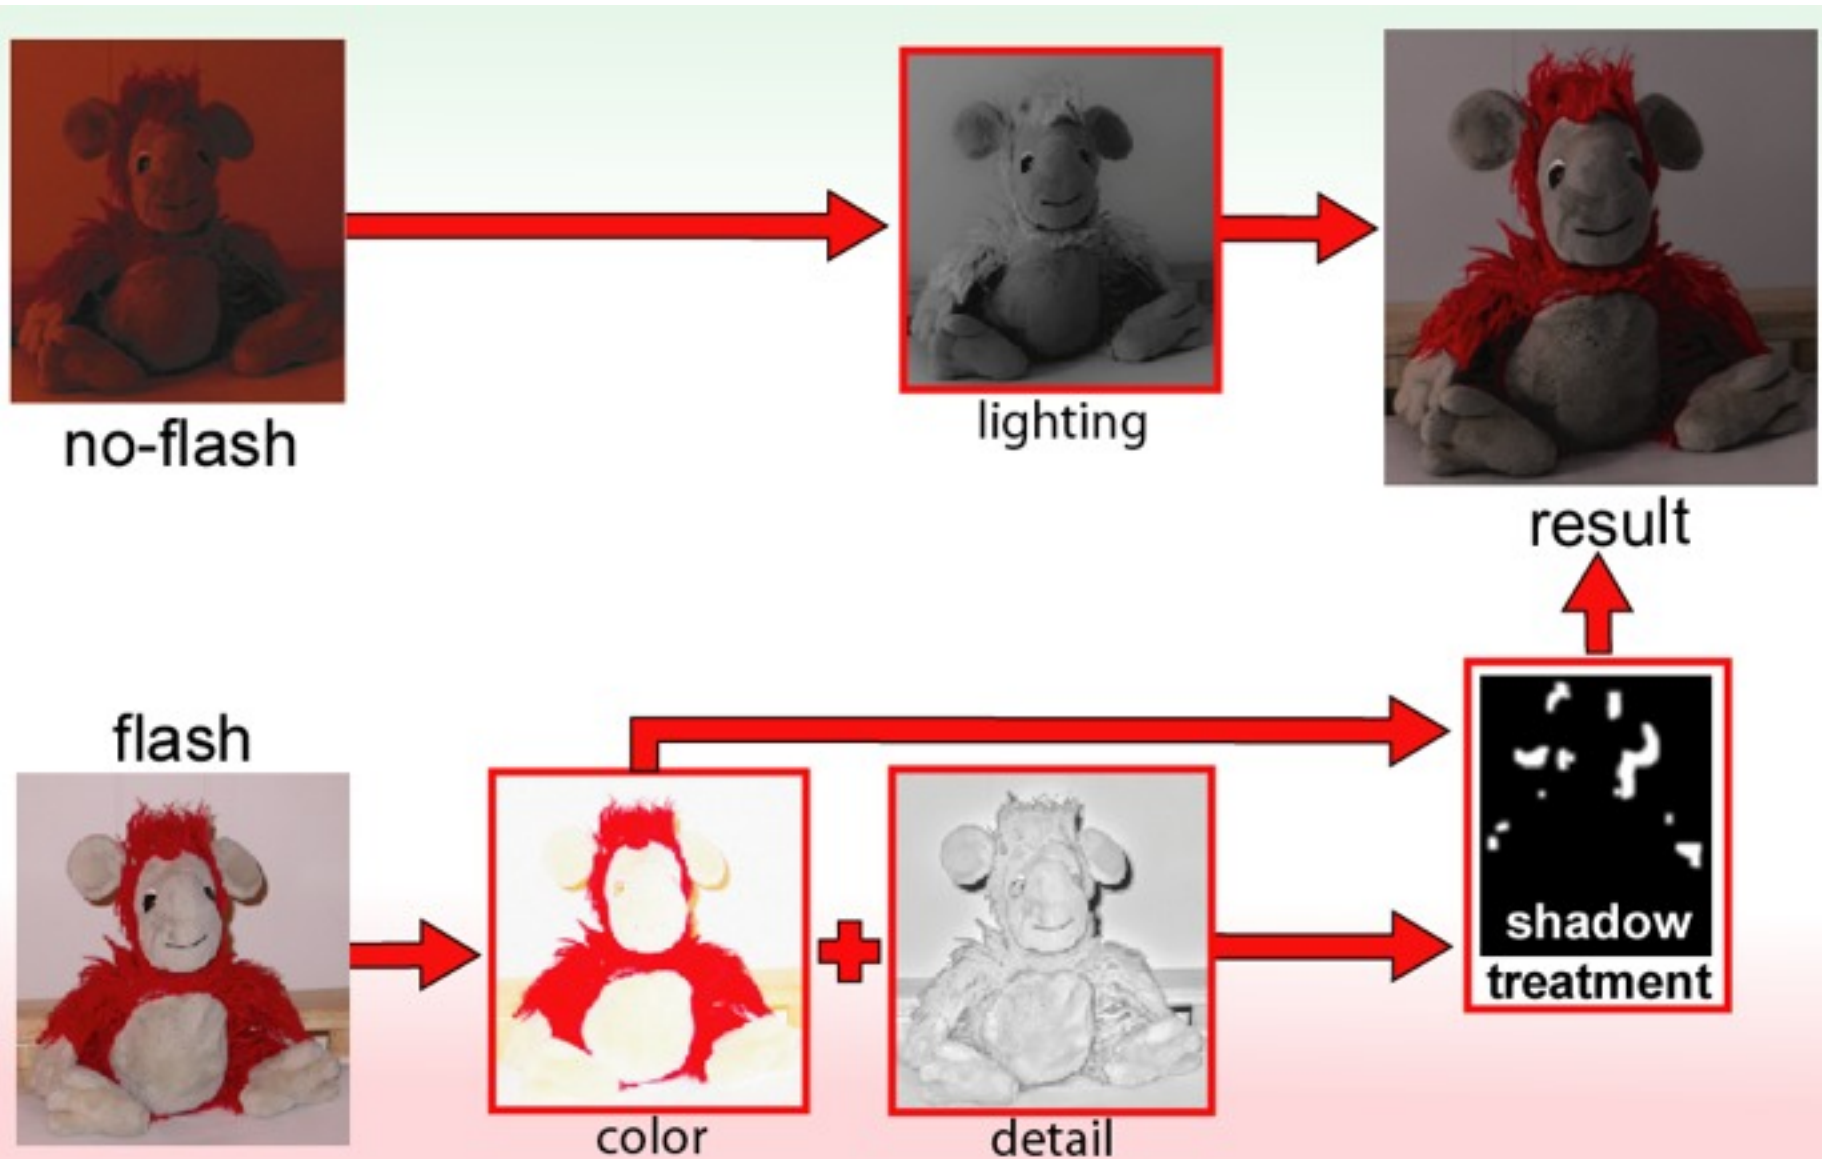 no-flash
lighting
result
flash
color
detail
shadow
treatment